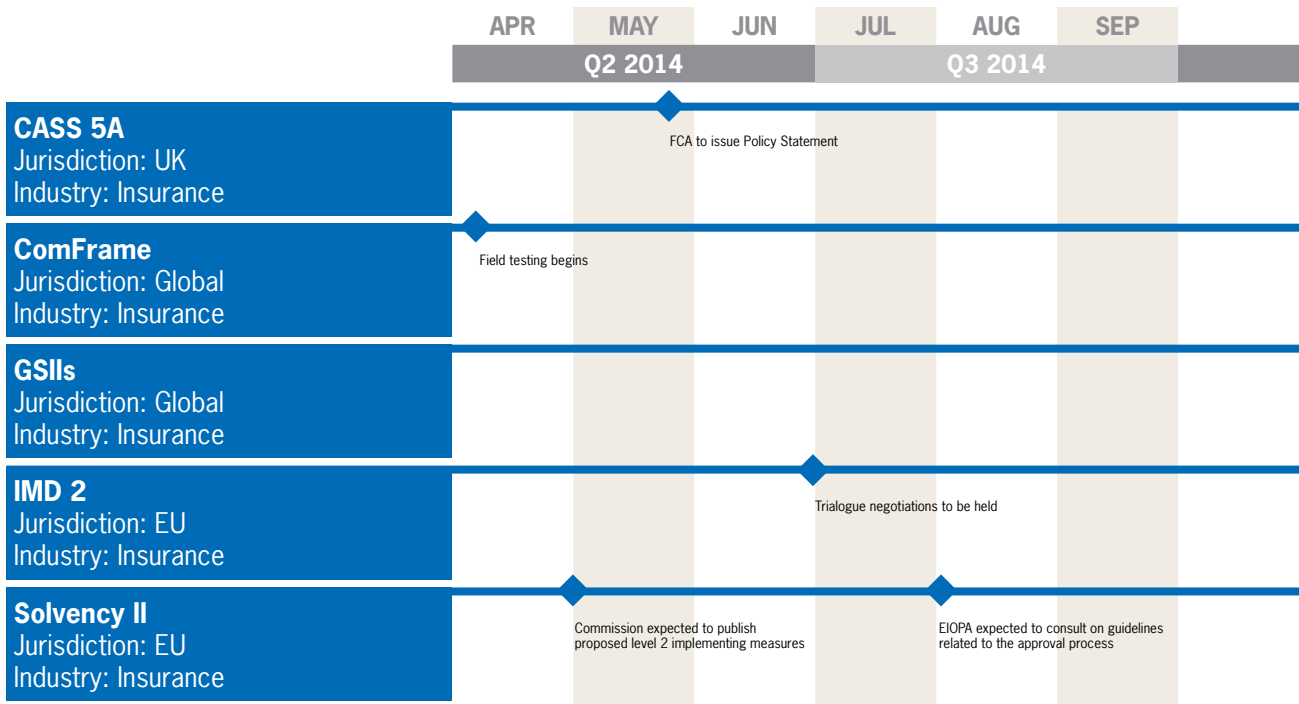 APR MAY JUN JUL AUG SEP
Q2 2014 Q3 2014
CASS 5A
Jurisdiction: UK
Industry: Insurance
FCA to issue Policy Statement
ComFrame
Jurisdiction: Global
Industry: Insurance
Field testing begins
GSIIs
Jurisdiction: Global
Industry: Insurance
IMD 2
Jurisdiction: EU
Industry: Insurance
Trialogue negotiations to be held
Solvency II
Jurisdiction: EU
Industry: Insurance
Commission expected to publish
proposed level 2 implementing measures
EIOPA expected to consult on guidelines
related to the approval process